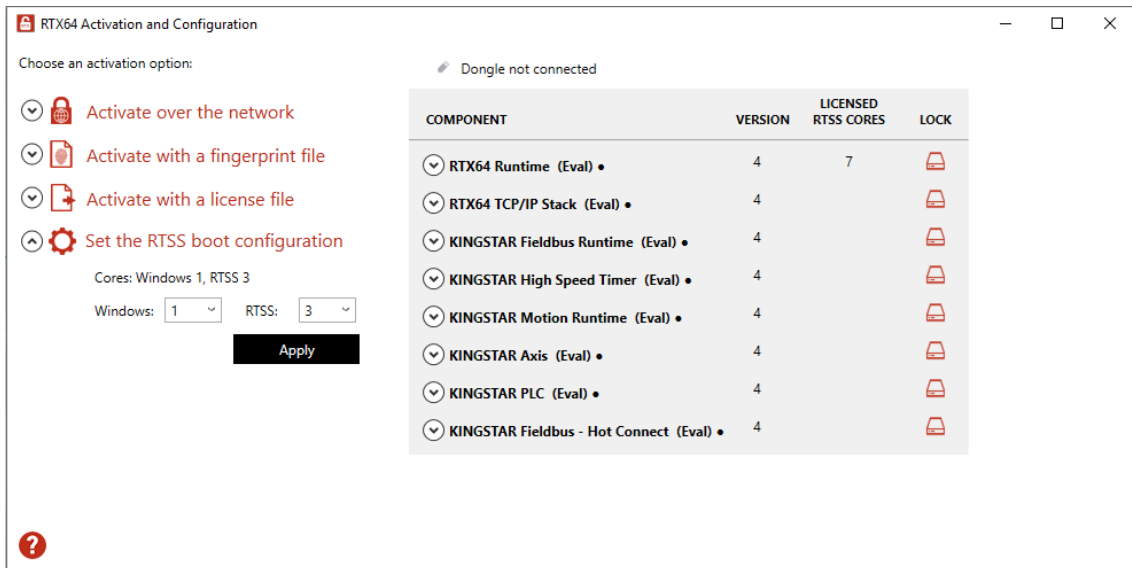 RTX64 Activation and Configuration
Choose an activation option:
Activate over the network
Activate with a fingerprint file
Activate with a license file
Set the RTSS boot configuration
Cores: Windows 1, RTSS 3
Windows: 1 RTSS: 3
Apply
?
Dongle not connected
COMPONENT VERSION LICENSED RTSS CORES LOCK
RTX64 Runtime (Eval) • 4 7
RTX64 TCP/IP Stack (Eval) • 4
KINGSTAR Fieldbus Runtime (Eval) • 4
KINGSTAR High Speed Timer (Eval) • 4
KINGSTAR Motion Runtime (Eval) • 4
KINGSTAR Axis (Eval) • 4
KINGSTAR PLC (Eval) • 4
KINGSTAR Fieldbus - Hot Connect (Eval) • 4